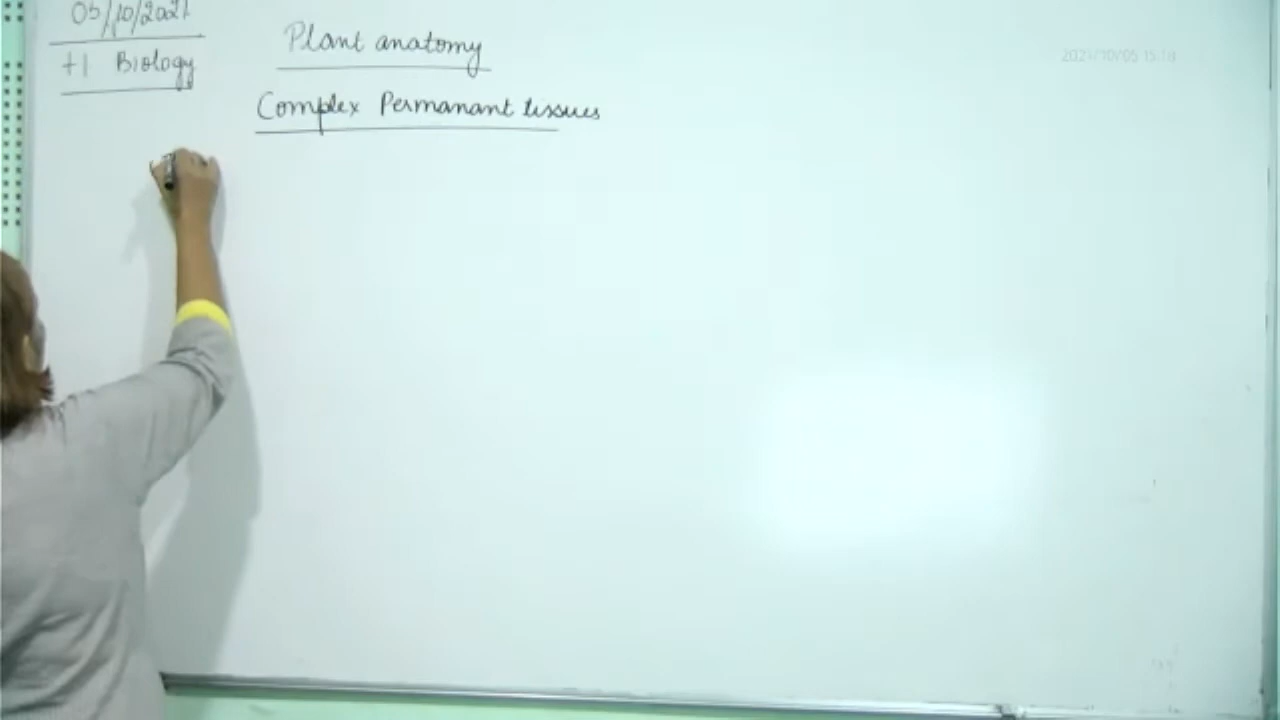 05/10/2021
+1 Biology
Plant anatomy
Complex Permanant tissues
2021/10/05 15:10